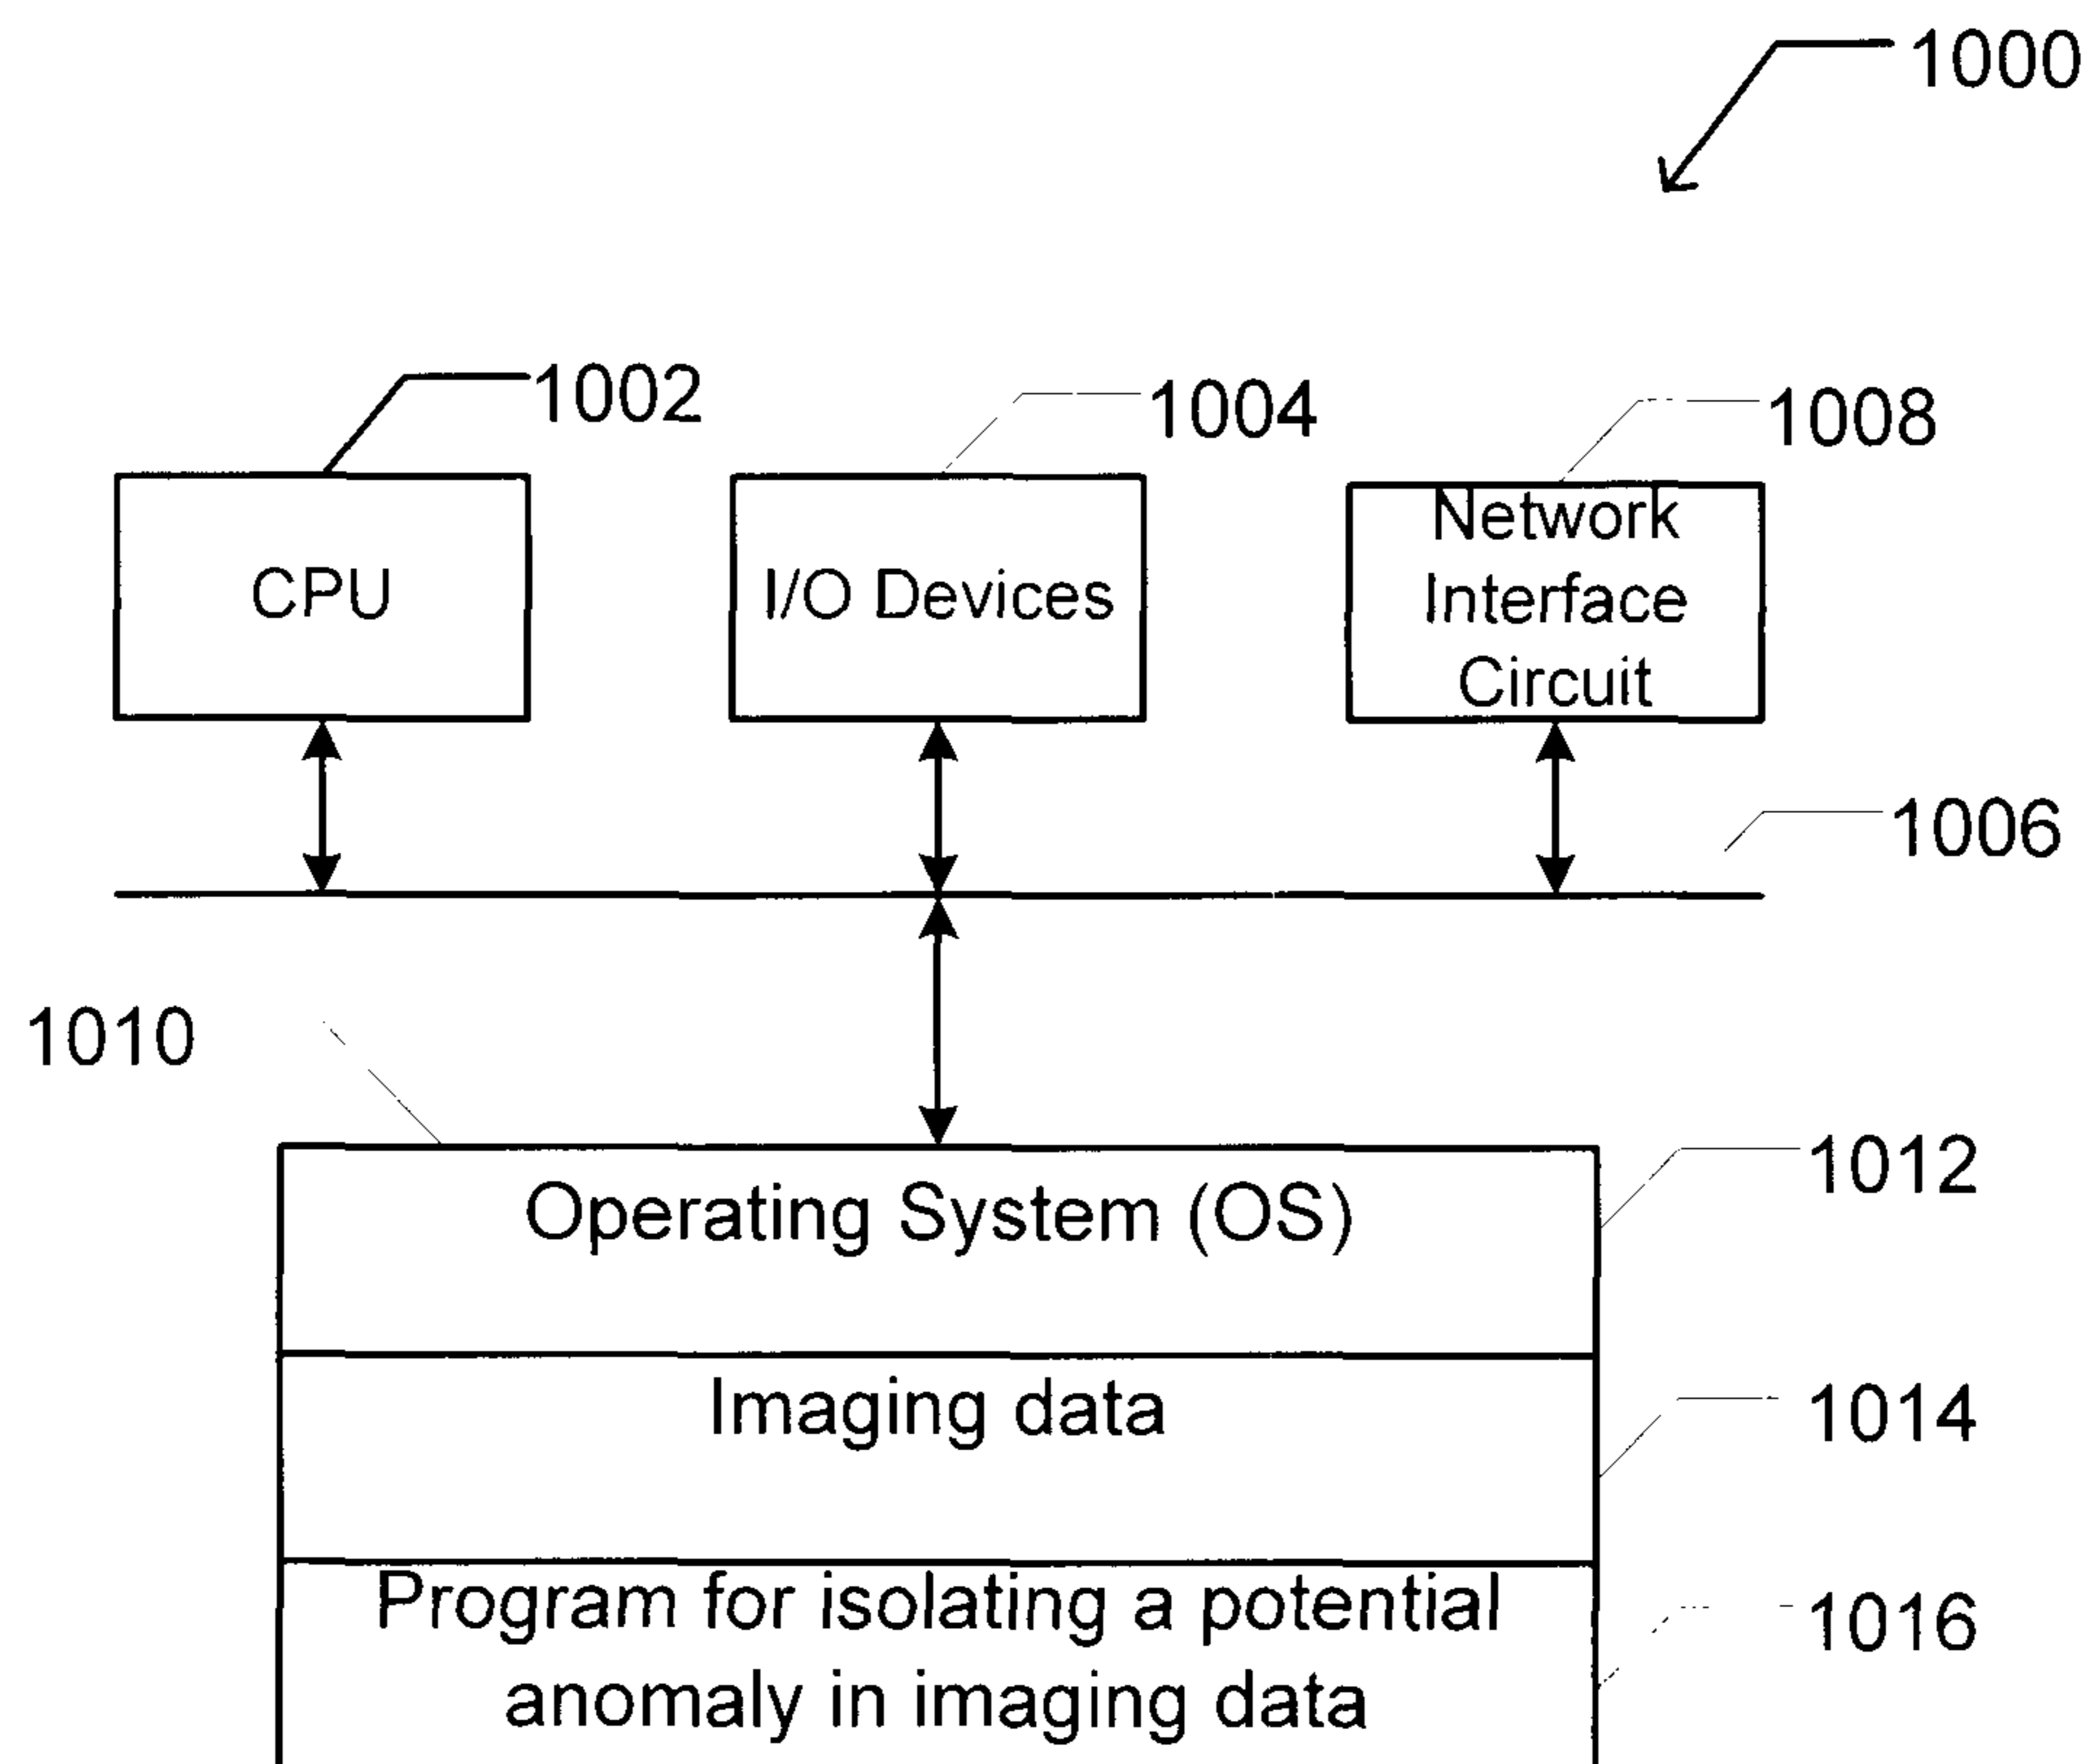 1000
1002
1004
1008
CPU
I/O Devices
Network
Interface
Circuit
1006
1010
Operating System (OS)
1012
Imaging data
1014
Program for isolating a potential
anomaly in imaging data
1016